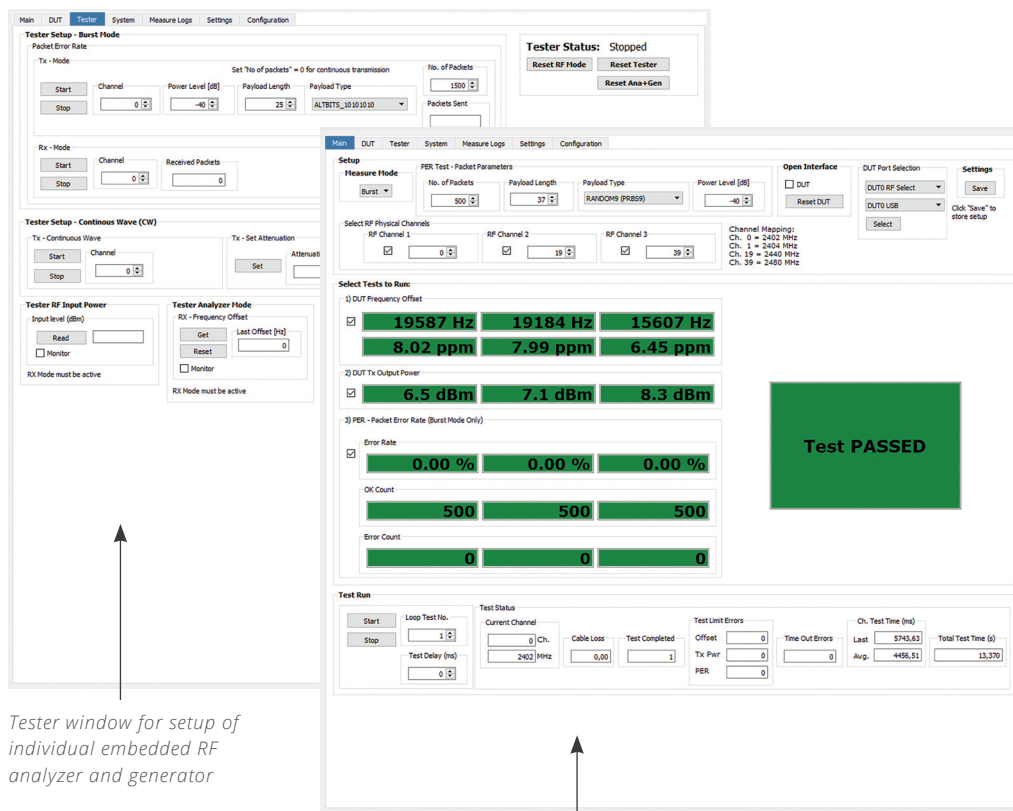 Main DUT Tester System Measure Logs Settings Configuration
Tester Setup - Burst Mode
Packet Error Rate
Tx - Mode
Set "No of packets" = 0 for continuous transmission
No. of Packets
Start
Stop
Channel
0
Power Level [dB]
-40
Payload Length
25
Payload Type
ALTBITS_10101010
1500
Packets Sent
Rx - Mode
Start
Stop
Channel
0
Received Packets
0
Tester Status: Stopped
Reset RF Mode Reset Tester
Reset Ana+Gen
Tester Setup - Continous Wave (CW)
Tx - Continuous Wave
Start
Stop
Channel
0
Tx - Set Attenuation
Set
Tester RF Input Power
Input level (dBm)
Read
Monitor
RX Mode must be active
Tester Analyzer Mode
RX - Frequency Offset
Get
Reset
Last Offset [Hz]
0
Monitor
RX Mode must be active
Main DUT Tester System Measure Logs Settings Configuration
Setup
Measure Mode
Burst
PER Test - Packet Parameters
No. of Packets
500
Payload Length
37
Payload Type
RANDOM9 (PRBS9)
Power Level [dB]
-40
Open Interface
DUT
Reset DUT
DUT Port Selection
DUT0 RF Select
DUT0 USB
Select
Settings
Save
Click "Save" to
store setup
Select RF Physical Channels
RF Channel 1
0
RF Channel 2
19
RF Channel 3
39
Channel Mapping:
Ch. 0 = 2402 MHz
Ch. 1 = 2404 MHz
Ch. 19 = 2440 MHz
Ch. 39 = 2480 MHz
Select Tests to Run:
1) DUT Frequency Offset
19587 Hz 19184 Hz 15607 Hz
8.02 ppm 7.99 ppm 6.45 ppm
2) DUT Tx Output Power
6.5 dBm 7.1 dBm 8.3 dBm
3) PER - Packet Error Rate (Burst Mode Only)
Error Rate
0.00 % 0.00 % 0.00 %
OK Count
500 500 500
Error Count
0 0 0
Test PASSED
Test Run
Start
Stop
Loop Test No.
1
Test Delay (ms)
0
Test Status
Current Channel
0 Ch.
2402 MHz
Cable Loss
0,00
Test Completed
1
Test Limit Errors
Offset 0
Tx Pwr 0
PER 0
Time Out Errors
0
Ch. Test Time (ms)
Last 5743,63
Avg. 4456,51
Total Test Time (s)
13,370
Tester window for setup of
individual embedded RF
analyzer and generator